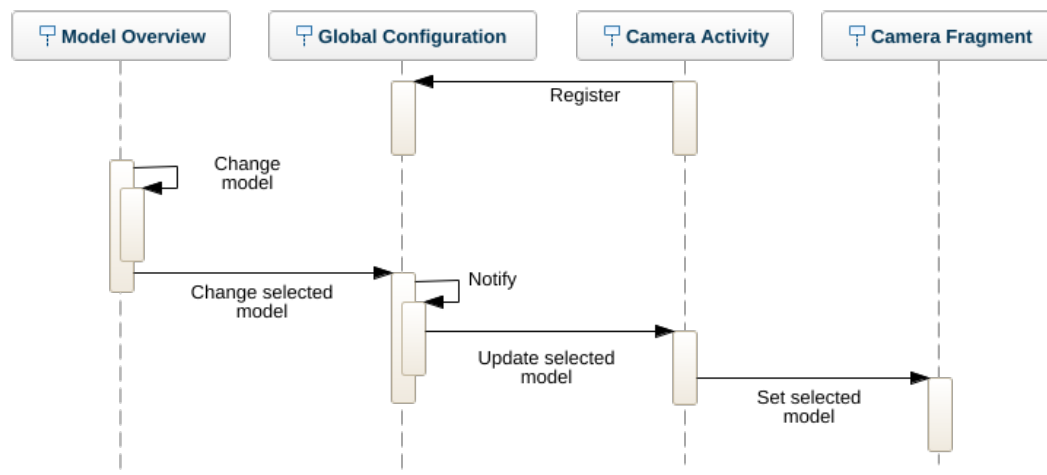 Model Overview
Global Configuration
Camera Activity
Camera Fragment
Register
Change
model
Change selected
model
Notify
Update selected
model
Set selected
model